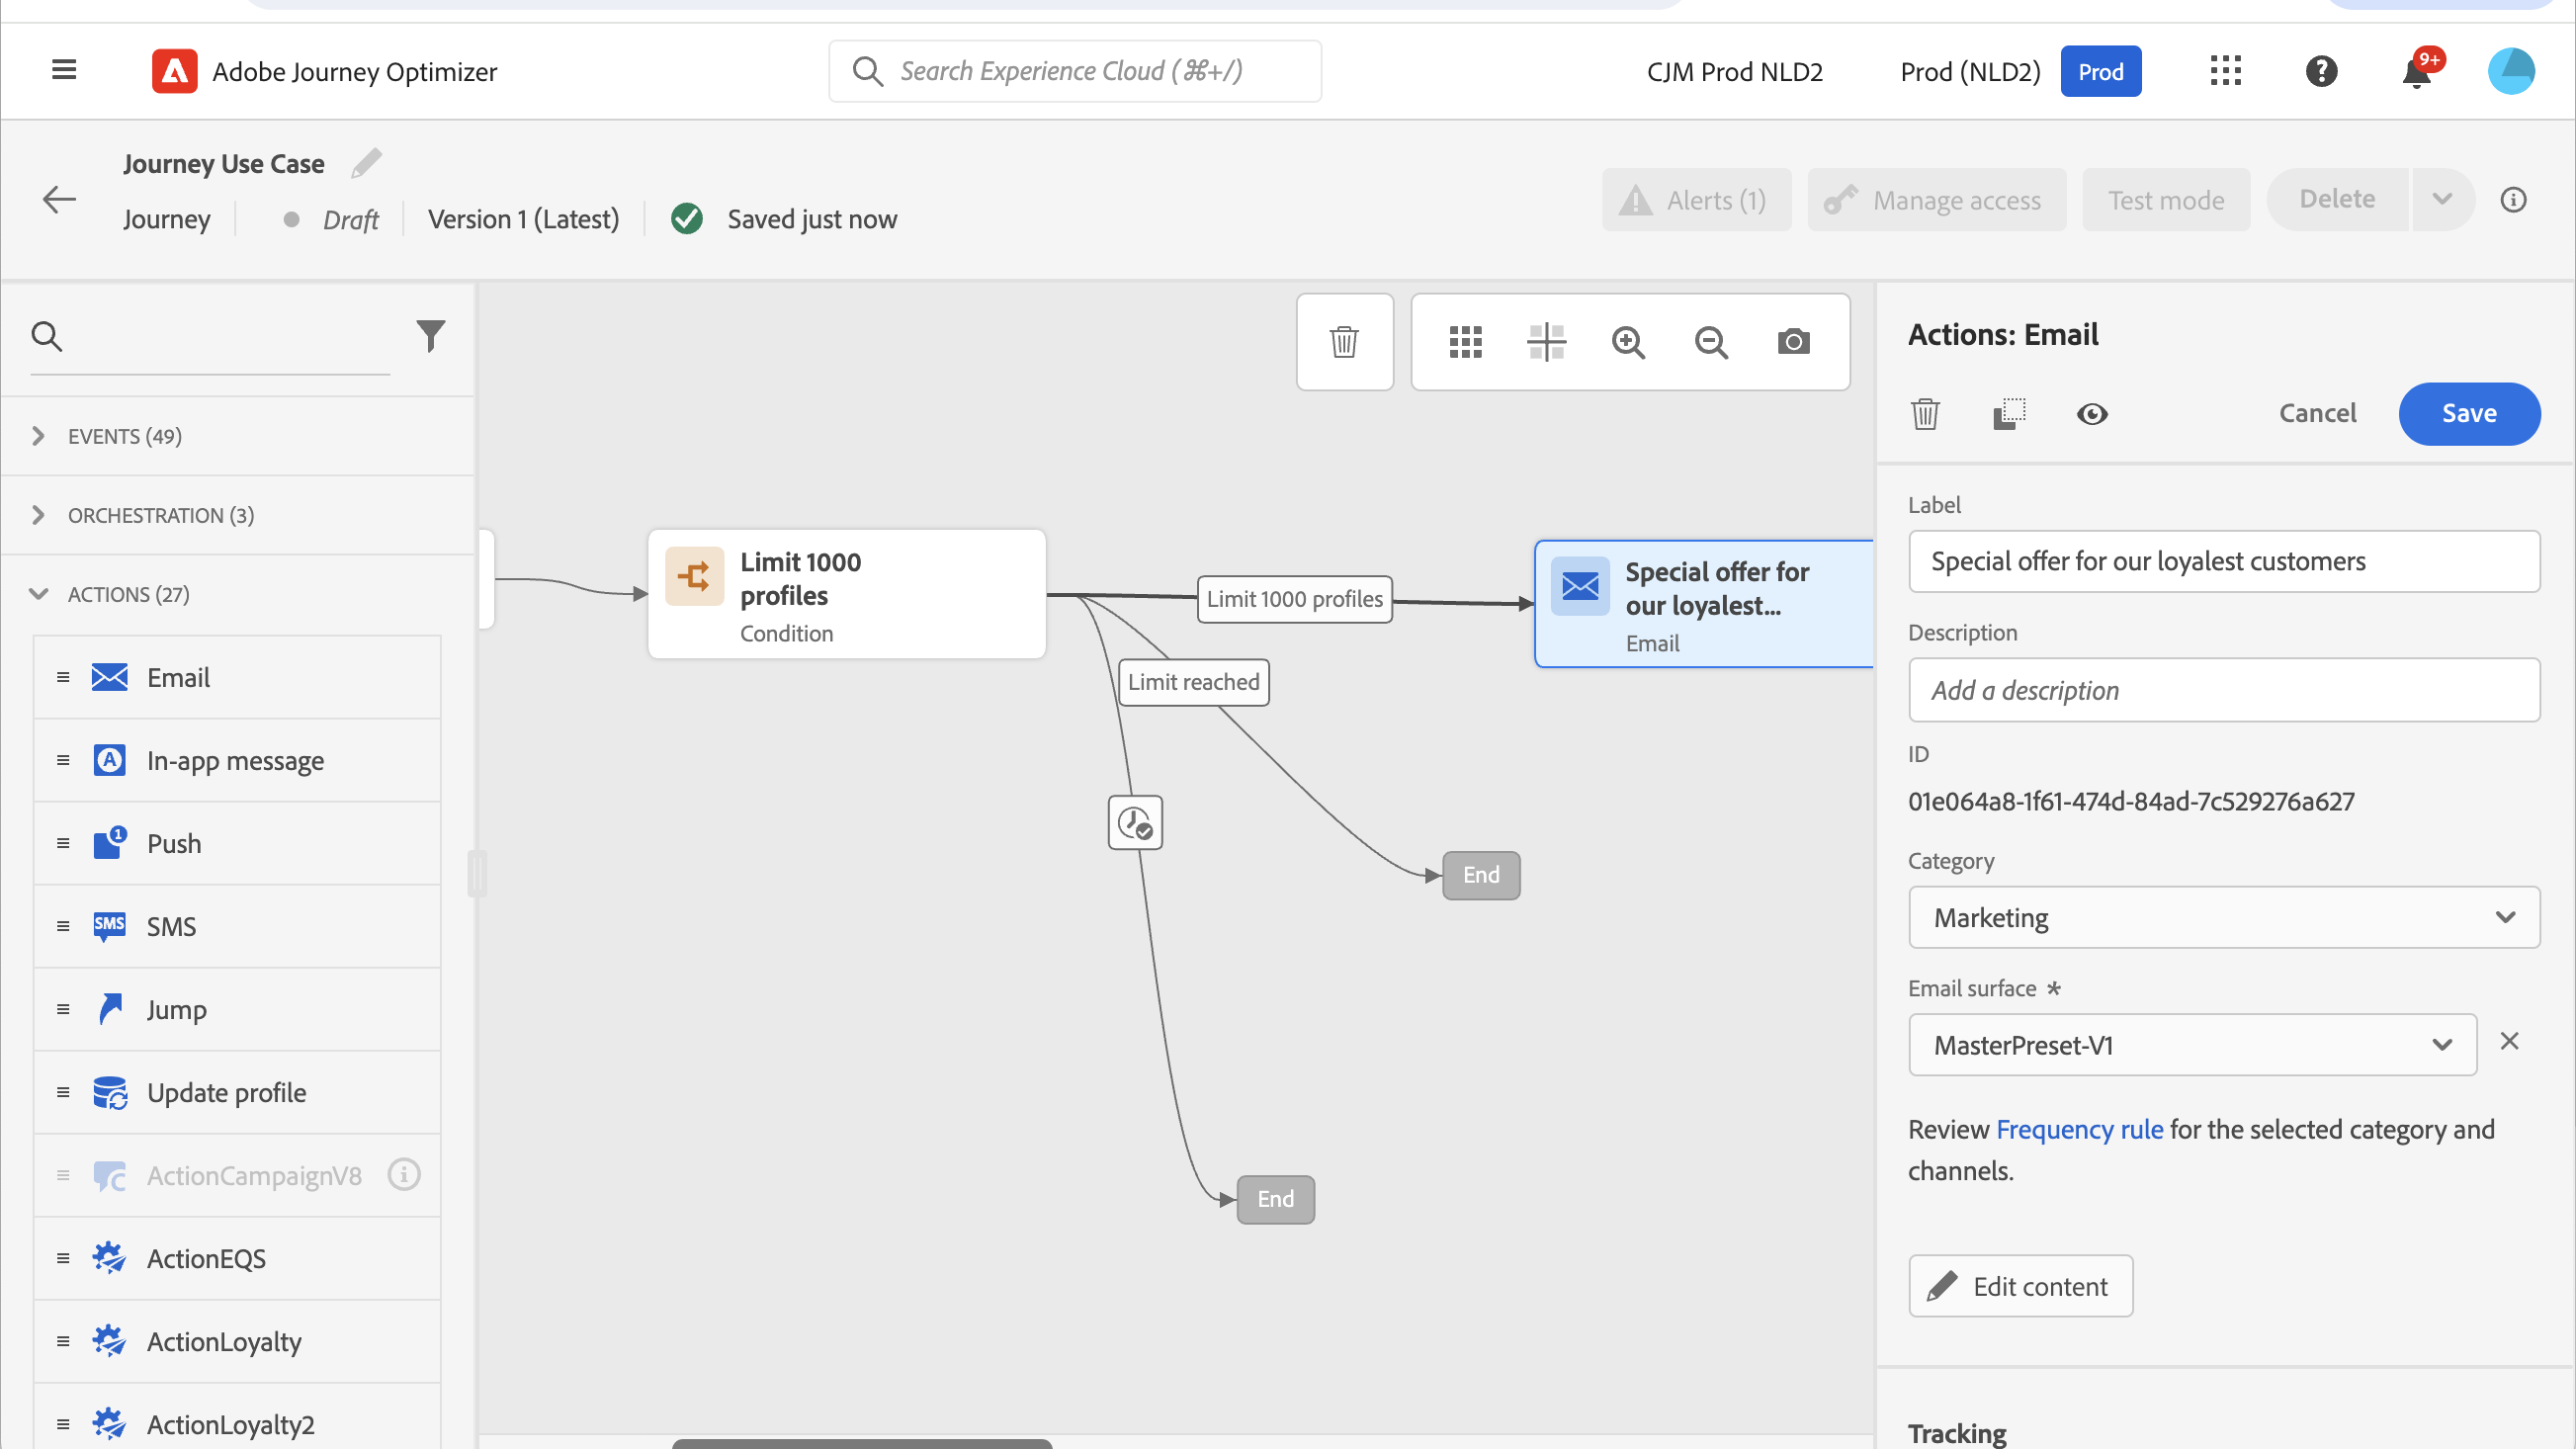 Adobe Journey Optimizer
Search Experience Cloud (⌘+/)
CJM Prod NLD2
Prod (NLD2)
Prod
9+
Journey Use Case
Journey
Draft
Version 1 (Latest)
Saved just now
Alerts (1)
Manage access
Test mode
Delete
EVENTS (49)
ORCHESTRATION (3)
ACTIONS (27)
Email
In-app message
Push
SMS
SMS
Jump
Update profile
ActionCampaignV8
ActionEQS
ActionLoyalty
ActionLoyalty2
Limit 1000
profiles
Condition
Limit 1000 profiles
Limit reached
End
End
Special offer for
our loyalest...
Email
Actions: Email
Cancel
Save
Label
Special offer for our loyalest customers
Description
Add a description
ID
01e064a8-1f61-474d-84ad-7c529276a627
Category
Marketing
Email surface *
MasterPreset-V1
Review Frequency rule for the selected category and
channels.
Edit content
Tracking